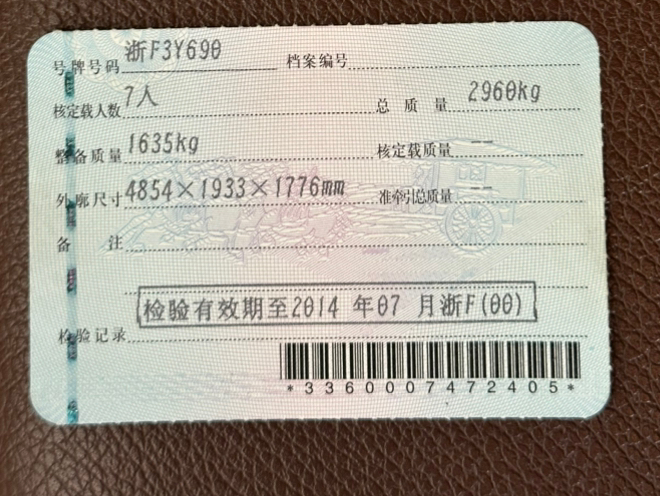 号牌号码 浙F3Y690 档案编号
核定载人数 7人 总质量 2960kg
整备质量 1635kg 核定载质量 --
外廓尺寸 4854×1933×1776mm 准牵引总质量 --
备 注
检验有效期至2014 年07 月浙F(00)
检验记录
*3360007472405*